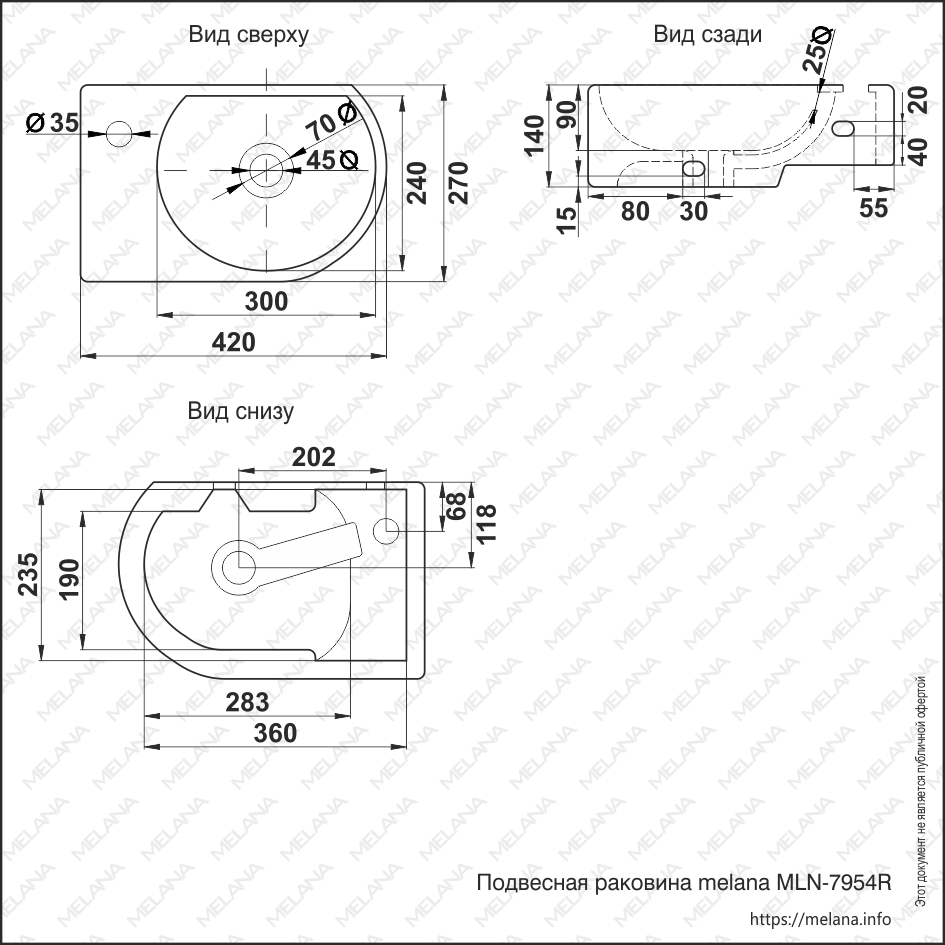 Вид сверху
Ø 35
70 Ø
45 Ø
240
270
300
420
Вид сзади
25Ø
140
90
15
80
30
20
40
55
Вид снизу
202
68
118
235
190
283
360
Подвесная раковина melana MLN-7954R
https://melana.info
Этот документ не является публичной офертой
MELANA